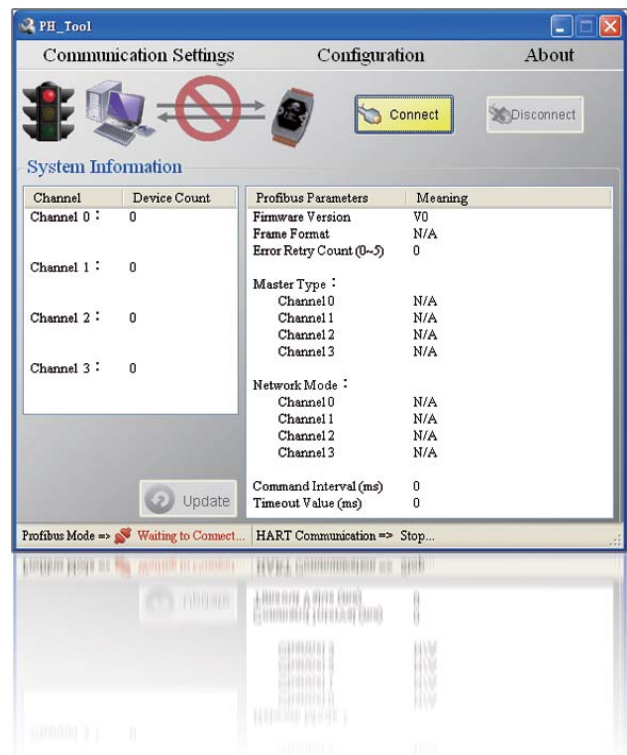 PH_Tool
Communication Settings Configuration About
Connect Disconnect
System Information
Channel Device Count
Channel 0 : 0
Channel 1 : 0
Channel 2 : 0
Channel 3 : 0
Update
Profibus Parameters Meaning
Firmware Version V0
Frame Format N/A
Error Retry Count (0~5) 0
Master Type :
Channel 0 N/A
Channel 1 N/A
Channel 2 N/A
Channel 3 N/A
Network Mode :
Channel 0 N/A
Channel 1 N/A
Channel 2 N/A
Channel 3 N/A
Command Interval (ms) 0
Timeout Value (ms) 0
Profibus Mode => Waiting to Connect... HART Communication => Stop...